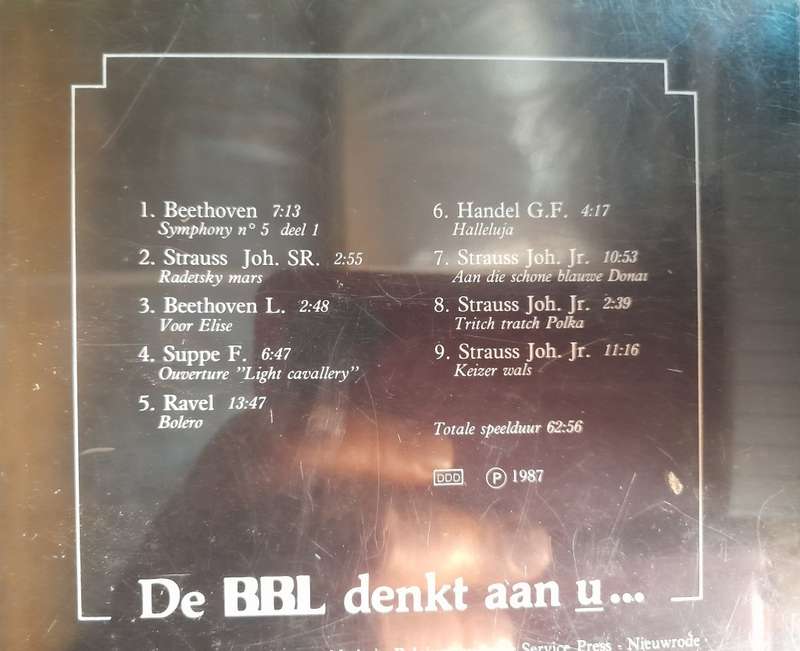 1. Beethoven 7:13
Symphony n° 5 deel 1
2. Strauss Joh. SR. 2:55
Radetsky mars
3. Beethoven L. 2:48
Voor Elise
4. Suppe F. 6:47
Ouverture "Light cavallery"
5. Ravel 13:47
Bolero
6. Handel G.F. 4:17
Halleluja
7. Strauss Joh. Jr. 10:53
Aan die schone blauwe Donau
8. Strauss Joh. Jr. 2:39
Tritch tratch Polka
9. Strauss Joh. Jr. 11:16
Keizer wals
Totale speelduur 62:56
DDD Ⓟ 1987
De BBL denkt aan u...
Service Press - Nieuwrode